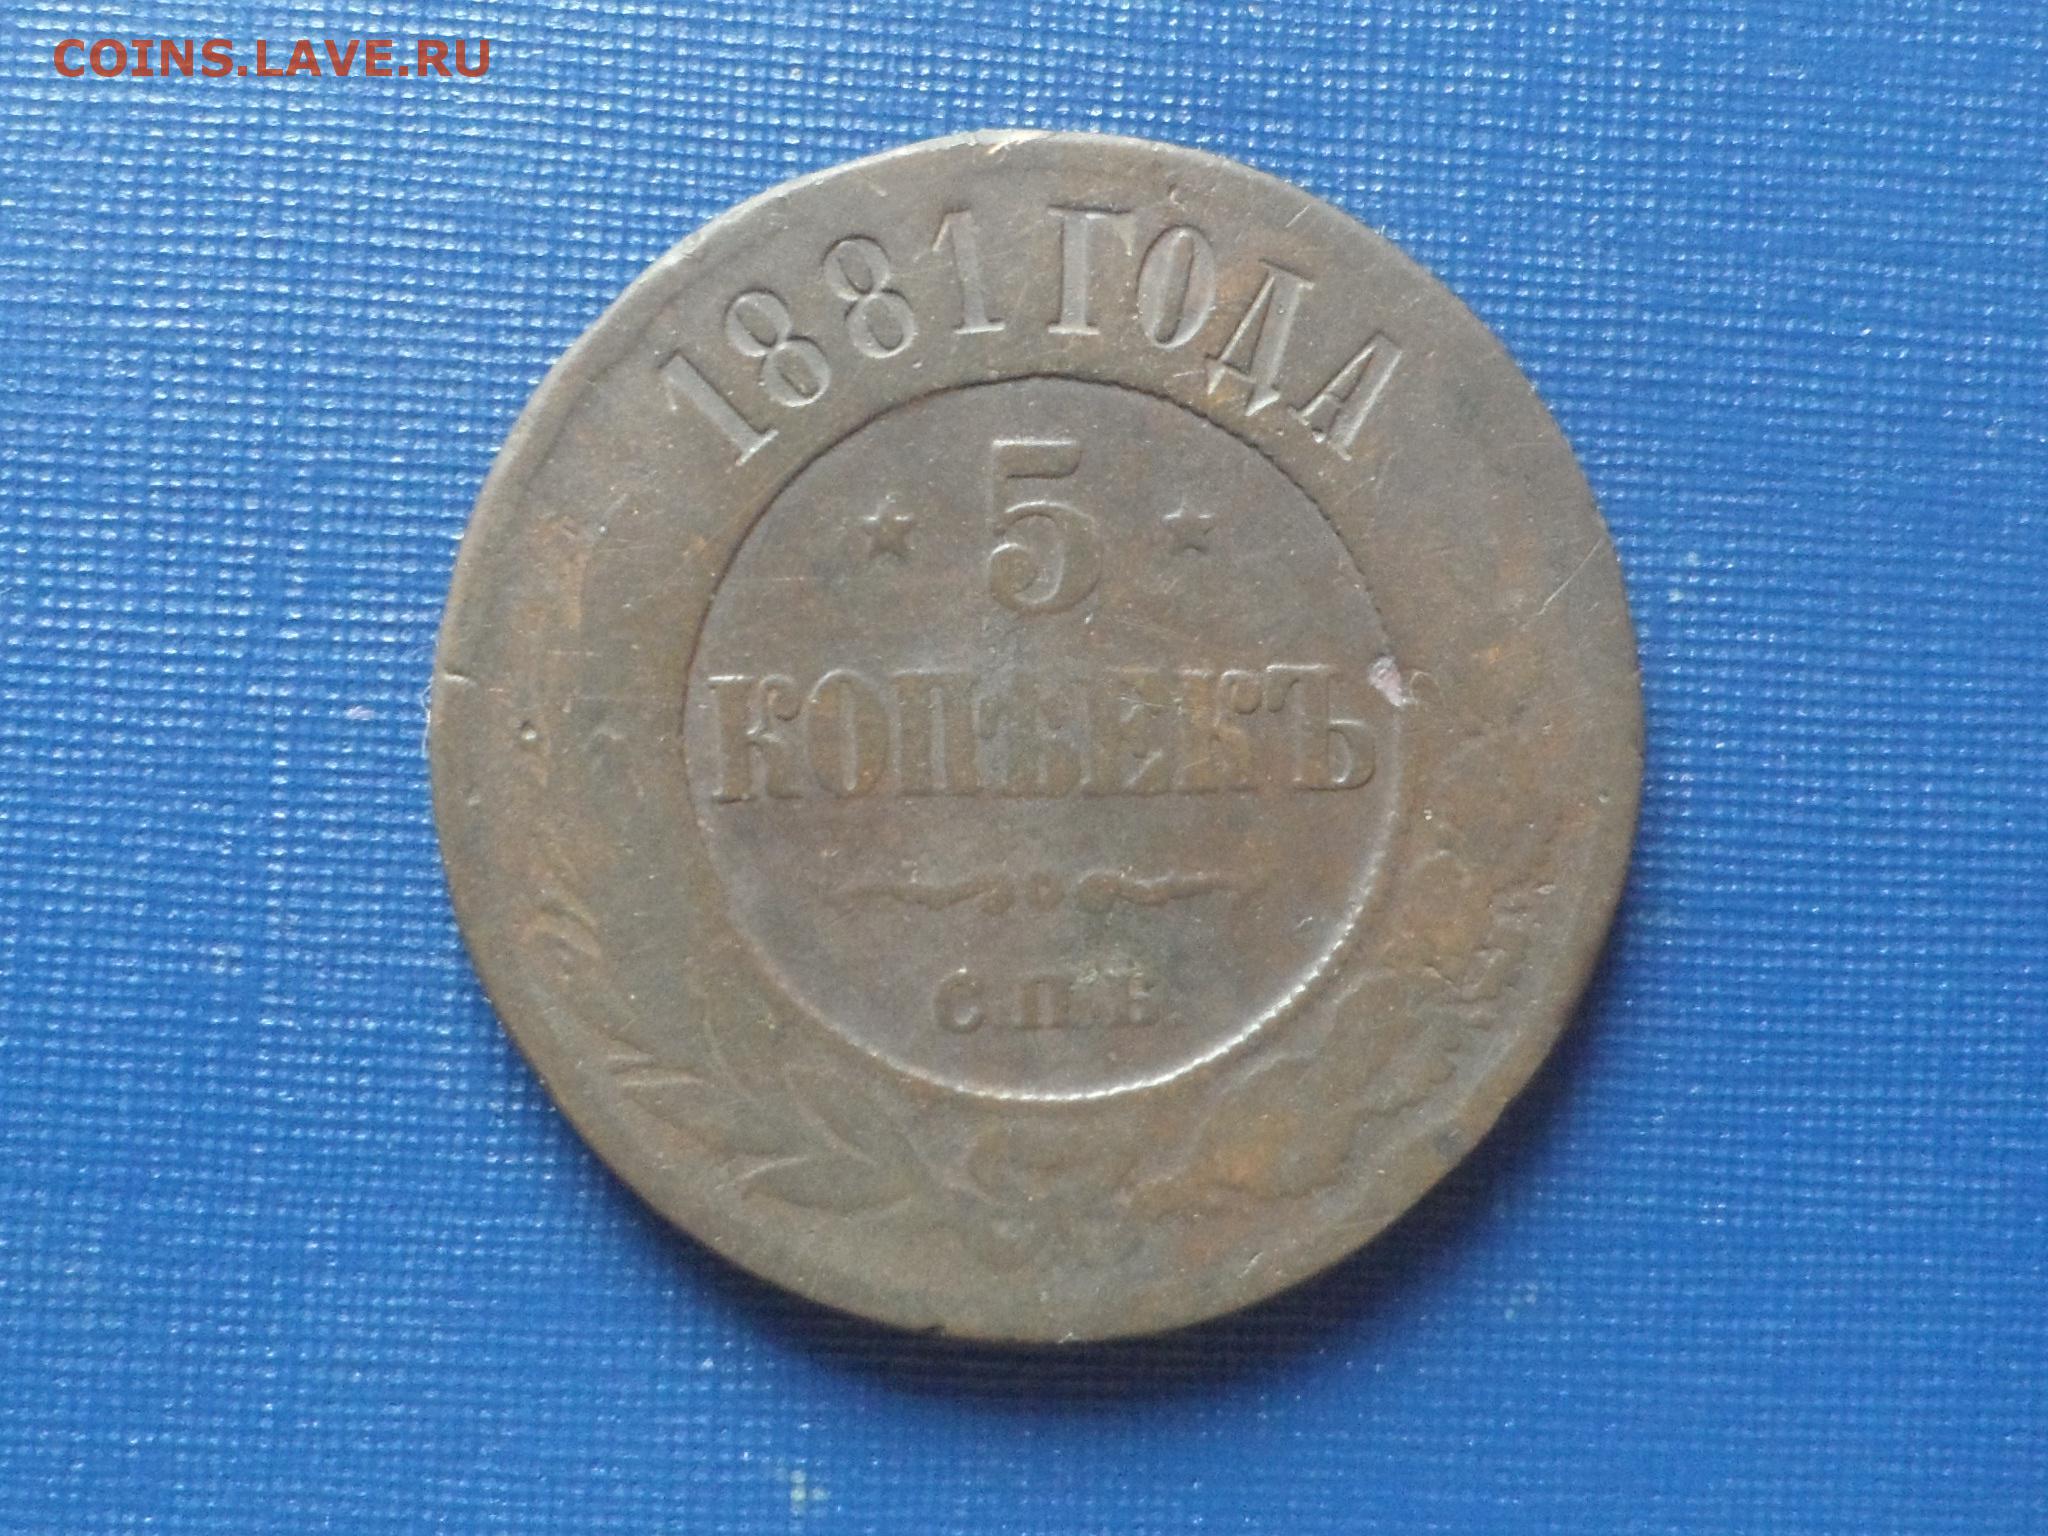 COINS.LAVE.RU
1881 ГОДА
5
КОПѢЕКЪ
С.П.Б.